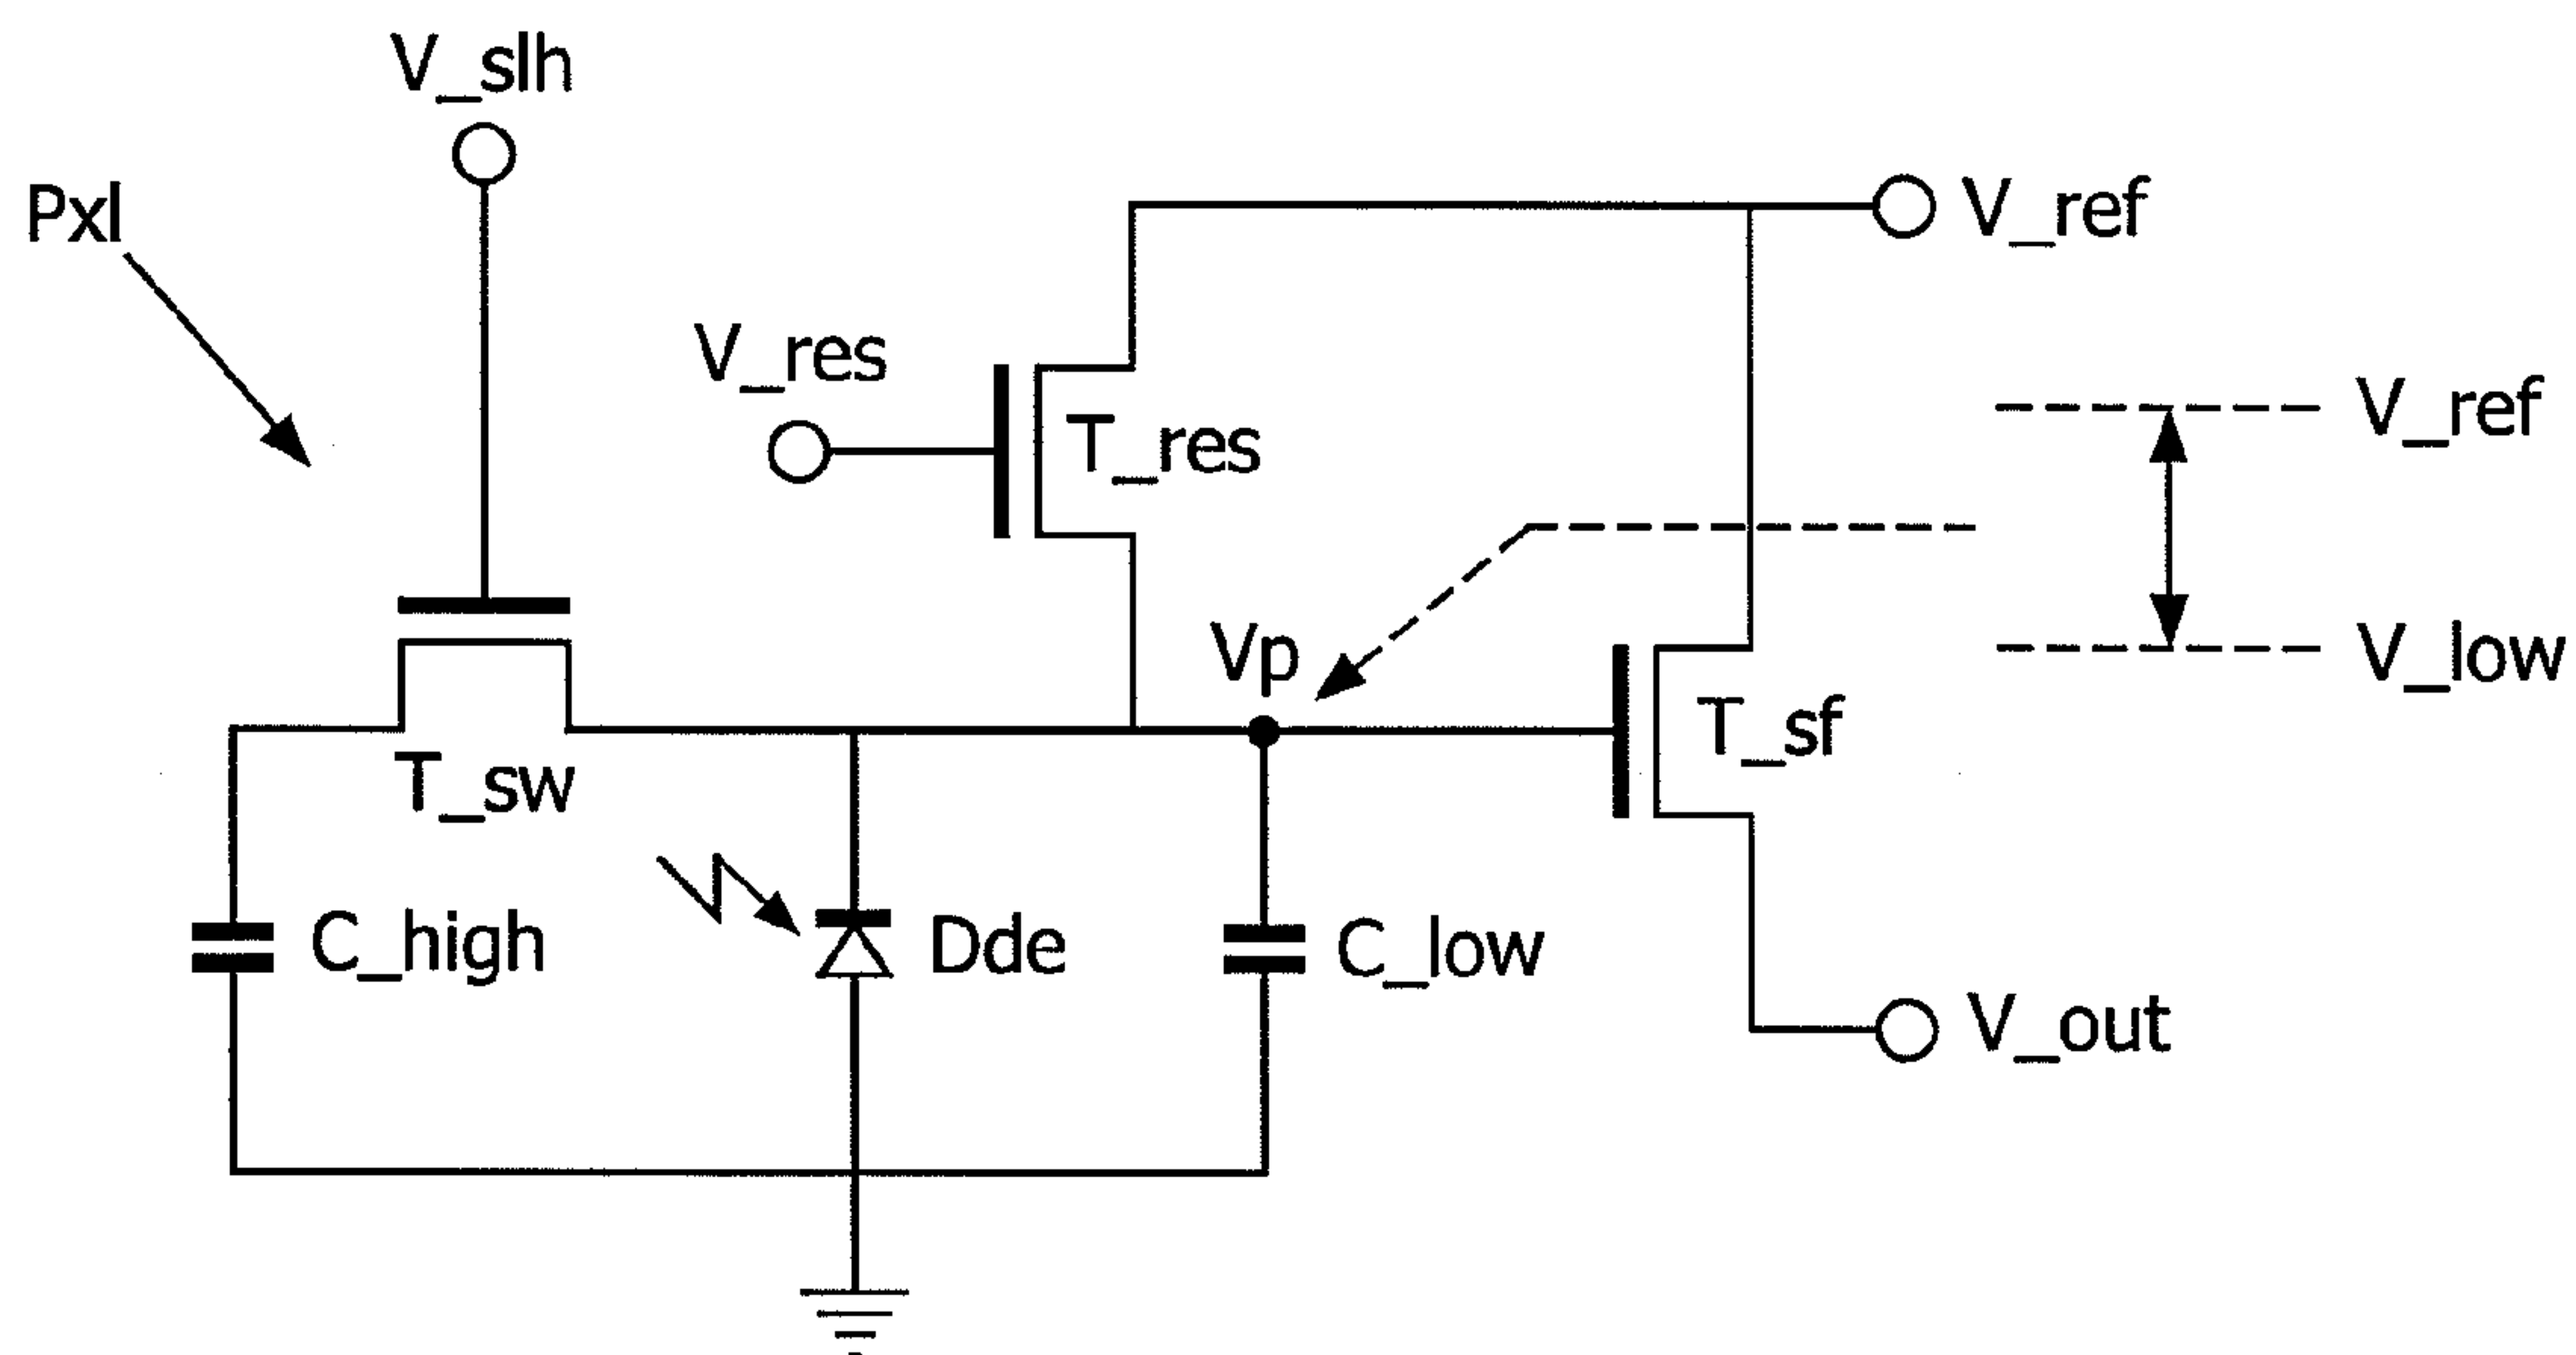 V_slh
Pxl
V_ref
V_res
T_res
V_ref
Vp
V_low
T_sf
T_sw
C_high
Dde
C_low
V_out